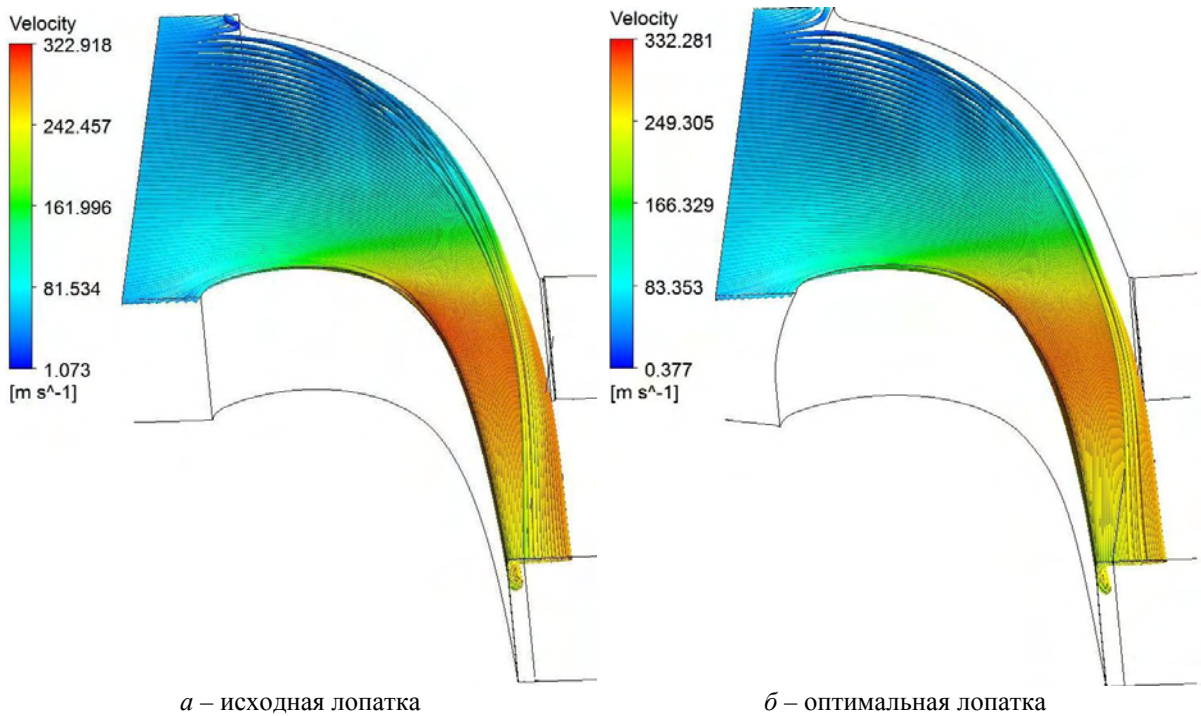 Velocity
322.918
242.457
161.996
81.534
1.073
[m s^-1]
Velocity
332.281
249.305
166.329
83.353
0.377
[m s^-1]
а – исходная лопатка
б – оптимальная лопатка